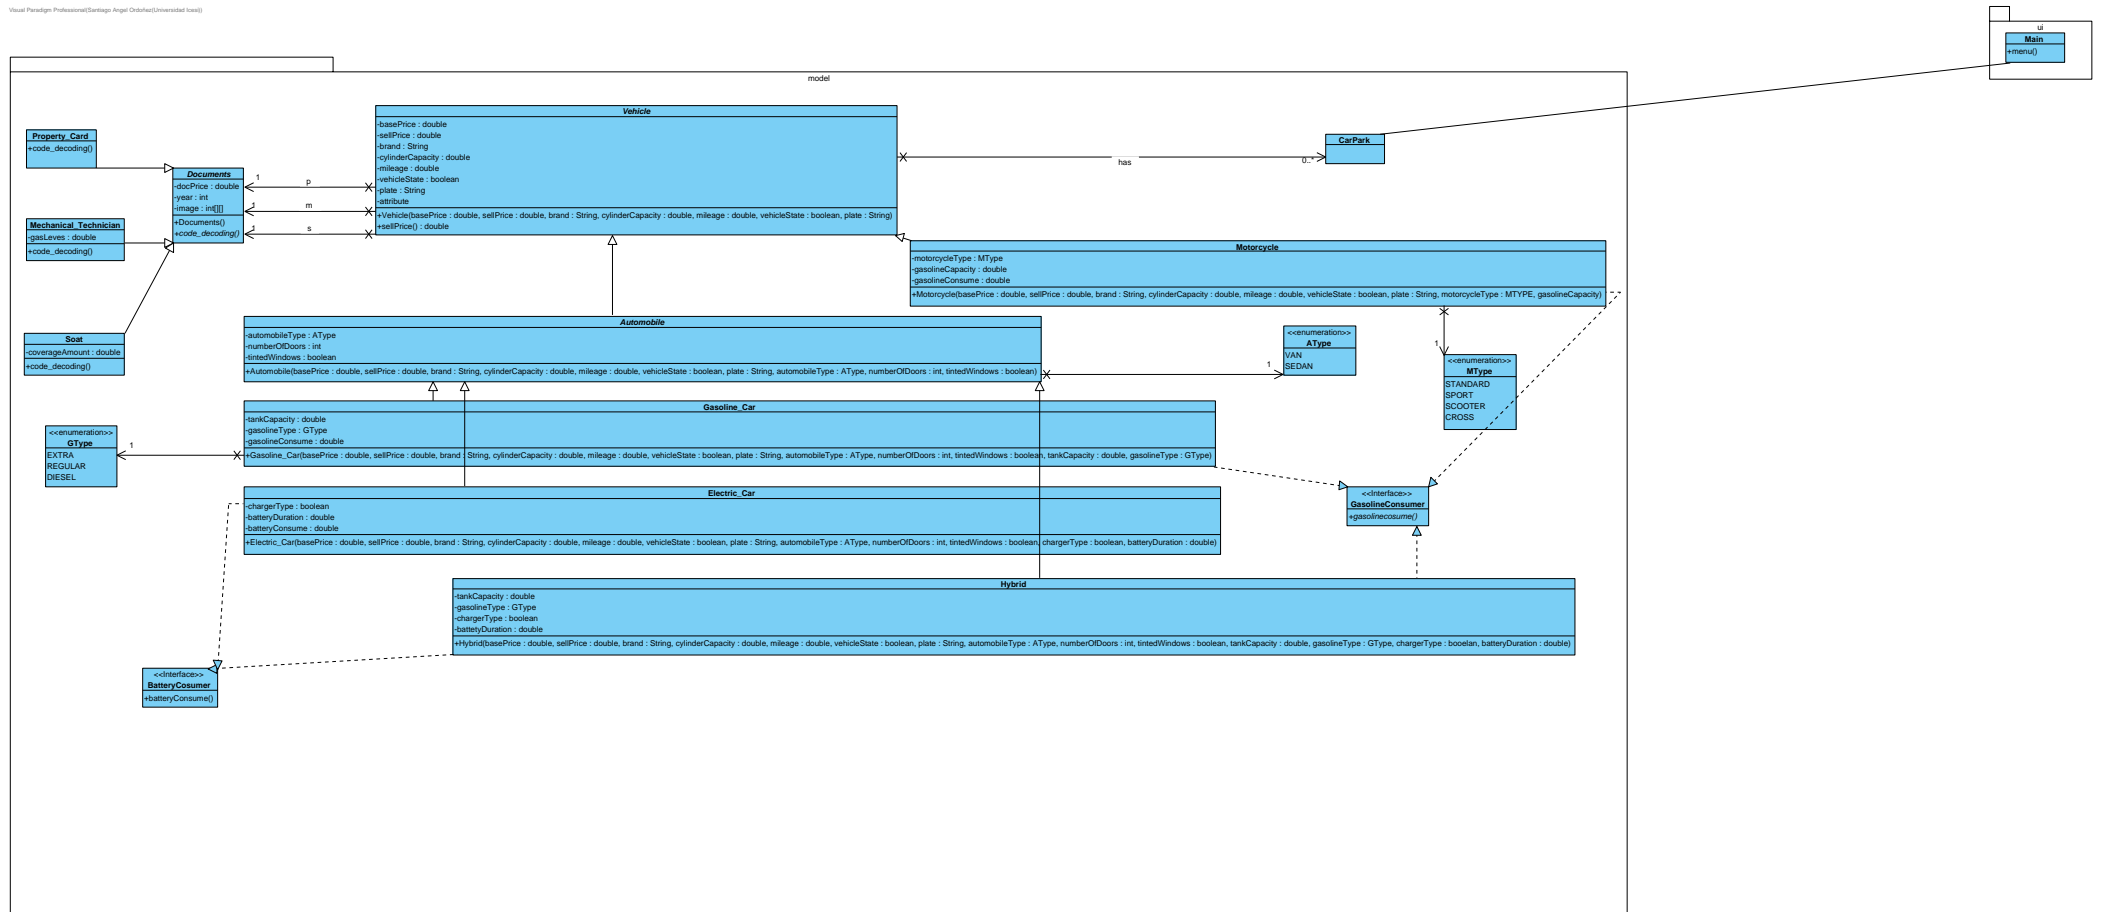 Visual Paradigm Professional(Santiago Angel Ordoñez(Universidad Icesi))
ui
Main
+menu()
model
Vehicle
-basePrice : double
-sellPrice : double
-brand : String
-cylinderCapacity : double
-mileage : double
-vehicleState : boolean
-plate : String
-attribute
+Vehicle(basePrice : double, sellPrice : double, brand : String, cylinderCapacity : double, mileage : double, vehicleState : boolean, plate : String)
+sellPrice() : double
Property_Card
+code_decoding()
Documents
-docPrice : double
-year : int
-image : int[][]
+Documents()
+code_decoding()
1
p
1
m
1
s
has
0..*
CarPark
Mechanical_Technician
-gasLeves : double
+code_decoding()
Motorcycle
-motorcycleType : MType
-gasolineCapacity : double
-gasolineConsume : double
+Motorcycle(basePrice : double, sellPrice : double, brand : String, cylinderCapacity : double, mileage : double, vehicleState : boolean, plate : String, motorcycleType : MTYPE, gasolineCapacity)
Soat
-coverageAmount : double
+code_decoding()
Automobile
-automobileType : AType
-numberOfDoors : int
-tintedWindows : boolean
+Automobile(basePrice : double, sellPrice : double, brand : String, cylinderCapacity : double, mileage : double, vehicleState : boolean, plate : String, automobileType : AType, numberOfDoors : int, tintedWindows : boolean)
1
<<enumeration>>
AType
VAN
SEDAN
1
<<enumeration>>
MType
STANDARD
SPORT
SCOOTER
CROSS
Gasoline_Car
-tankCapacity : double
-gasolineType : GType
-gasolineConsume : double
+Gasoline_Car(basePrice : double, sellPrice : double, brand : String, cylinderCapacity : double, mileage : double, vehicleState : boolean, plate : String, automobileType : AType, numberOfDoors : int, tintedWindows : boolean, tankCapacity : double, gasolineType : GType)
<<enumeration>>
GType
EXTRA
REGULAR
DIESEL
1
Electric_Car
-chargerType : boolean
-batteryDuration : double
-batteryConsume : double
+Electric_Car(basePrice : double, sellPrice : double, brand : String, cylinderCapacity : double, mileage : double, vehicleState : boolean, plate : String, automobileType : AType, numberOfDoors : int, tintedWindows : boolean, chargerType : boolean, batteryDuration : double)
<<Interface>>
GasolineConsumer
+gasolinecosume()
Hybrid
-tankCapacity : double
-gasolineType : GType
-chargerType : boolean
-battetyDuration : double
+Hybrid(basePrice : double, sellPrice : double, brand : String, cylinderCapacity : double, mileage : double, vehicleState : boolean, plate : String, automobileType : AType, numberOfDoors : int, tintedWindows : boolean, tankCapacity : double, gasolineType : GType, chargerType : booelan, batteryDuration : double)
<<Interface>>
BatteryCosumer
+batteryConsume()